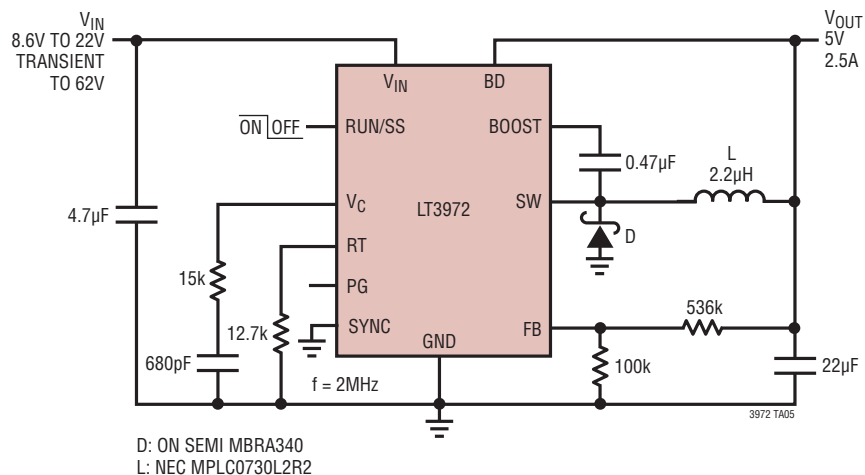 VIN
8.6V TO 22V
TRANSIENT
TO 62V
VOUT
5V
2.5A
VIN
BD
ON OFF
RUN/SS
BOOST
0.47µF
L
2.2µH
4.7µF
VC
LT3972
SW
D
RT
15k
PG
12.7k
SYNC
FB
536k
GND
680pF
f = 2MHz
100k
22µF
3972 TA05
D: ON SEMI MBRA340
L: NEC MPLC0730L2R2